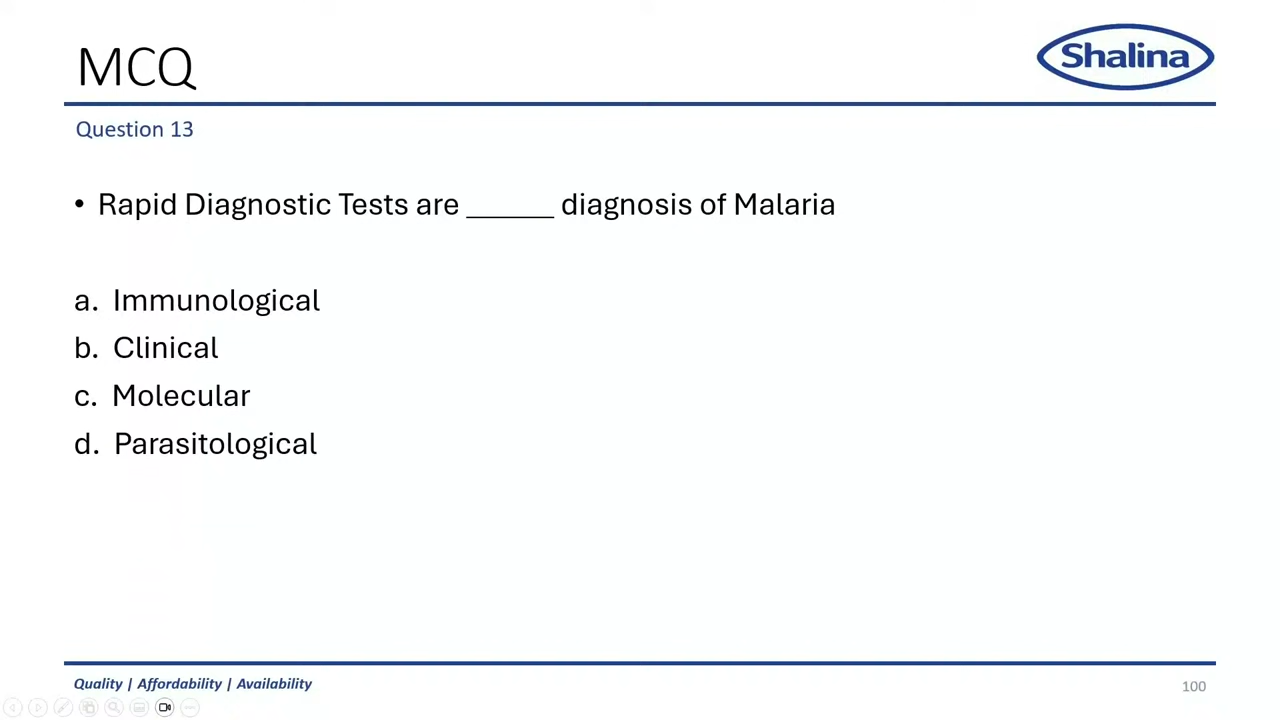 MCQ
Shalina
Question 13
• Rapid Diagnostic Tests are ______ diagnosis of Malaria
a. Immunological
b. Clinical
c. Molecular
d. Parasitological
Quality | Affordability | Availability
100